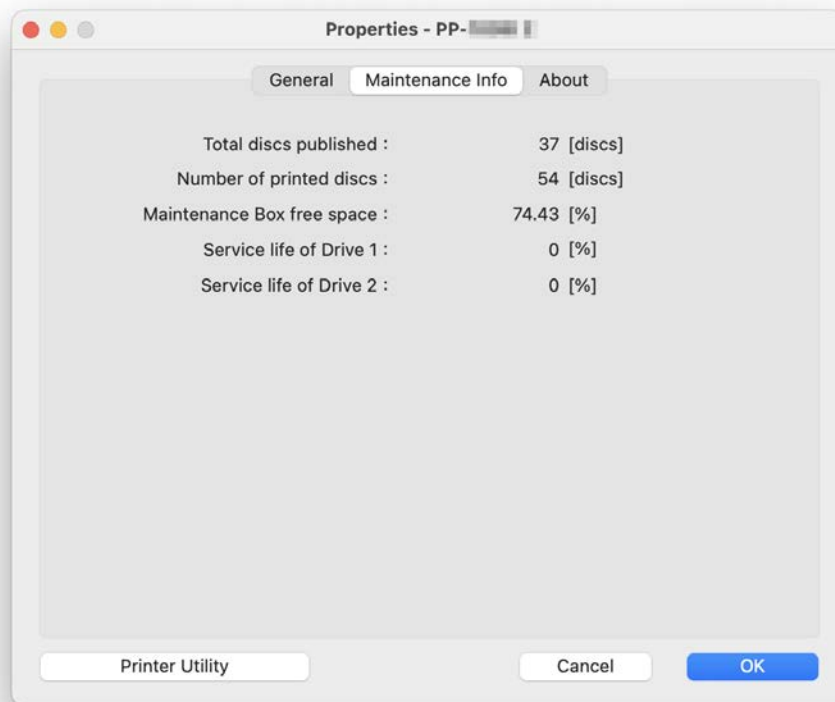 Properties - PP-
General Maintenance Info About
Total discs published : 37 [discs]
Number of printed discs : 54 [discs]
Maintenance Box free space : 74.43 [%]
Service life of Drive 1 : 0 [%]
Service life of Drive 2 : 0 [%]
Printer Utility Cancel OK